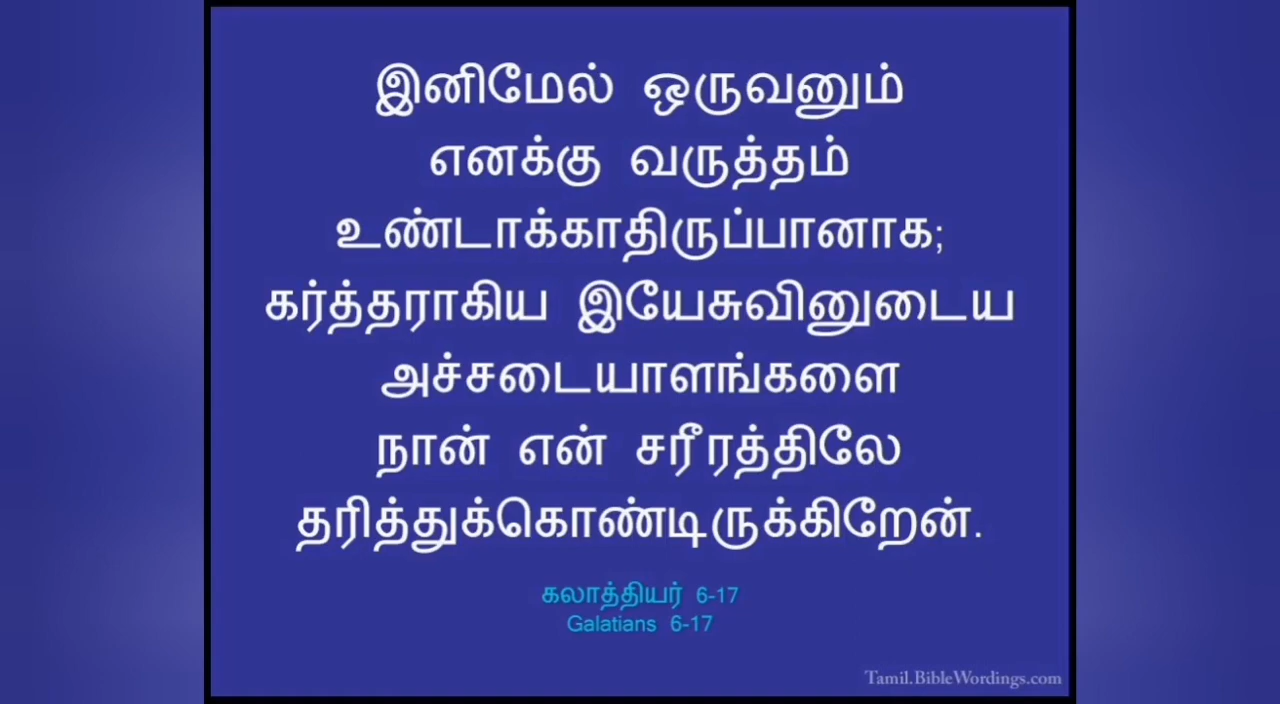 இனிமேல் ஒருவனும்
எனக்கு வருத்தம்
உண்டாக்காதிருப்பானாக;
கர்த்தராகிய இயேசுவினுடைய
அச்சடையாளங்களை
நான் என் சரீரத்திலே
தரித்துக்கொண்டிருக்கிறேன்.
கலாத்தியர் 6-17
Galatians 6-17
Tamil.BibleWordings.com